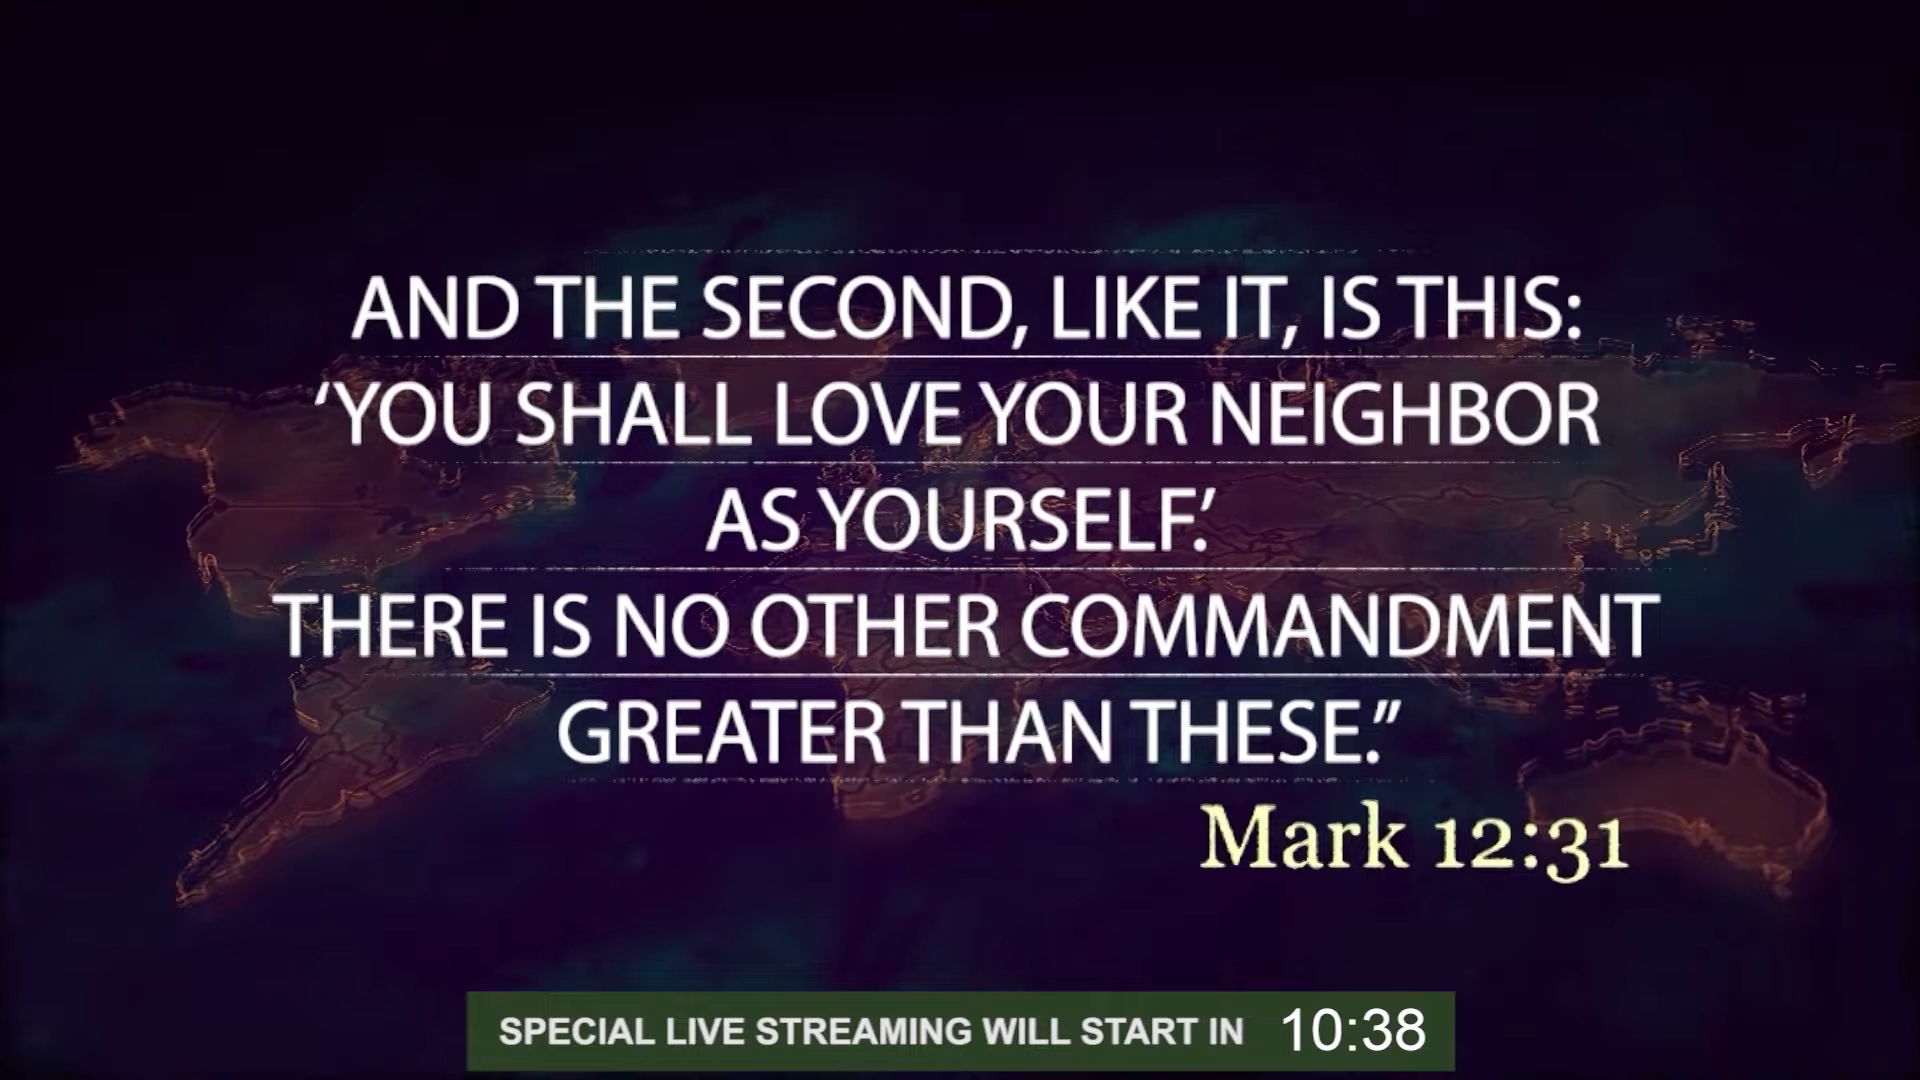 AND THE SECOND, LIKE IT, IS THIS:
‘YOU SHALL LOVE YOUR NEIGHBOR
AS YOURSELF.’
THERE IS NO OTHER COMMANDMENT
GREATER THAN THESE.”
Mark 12:31
SPECIAL LIVE STREAMING WILL START IN 10:38